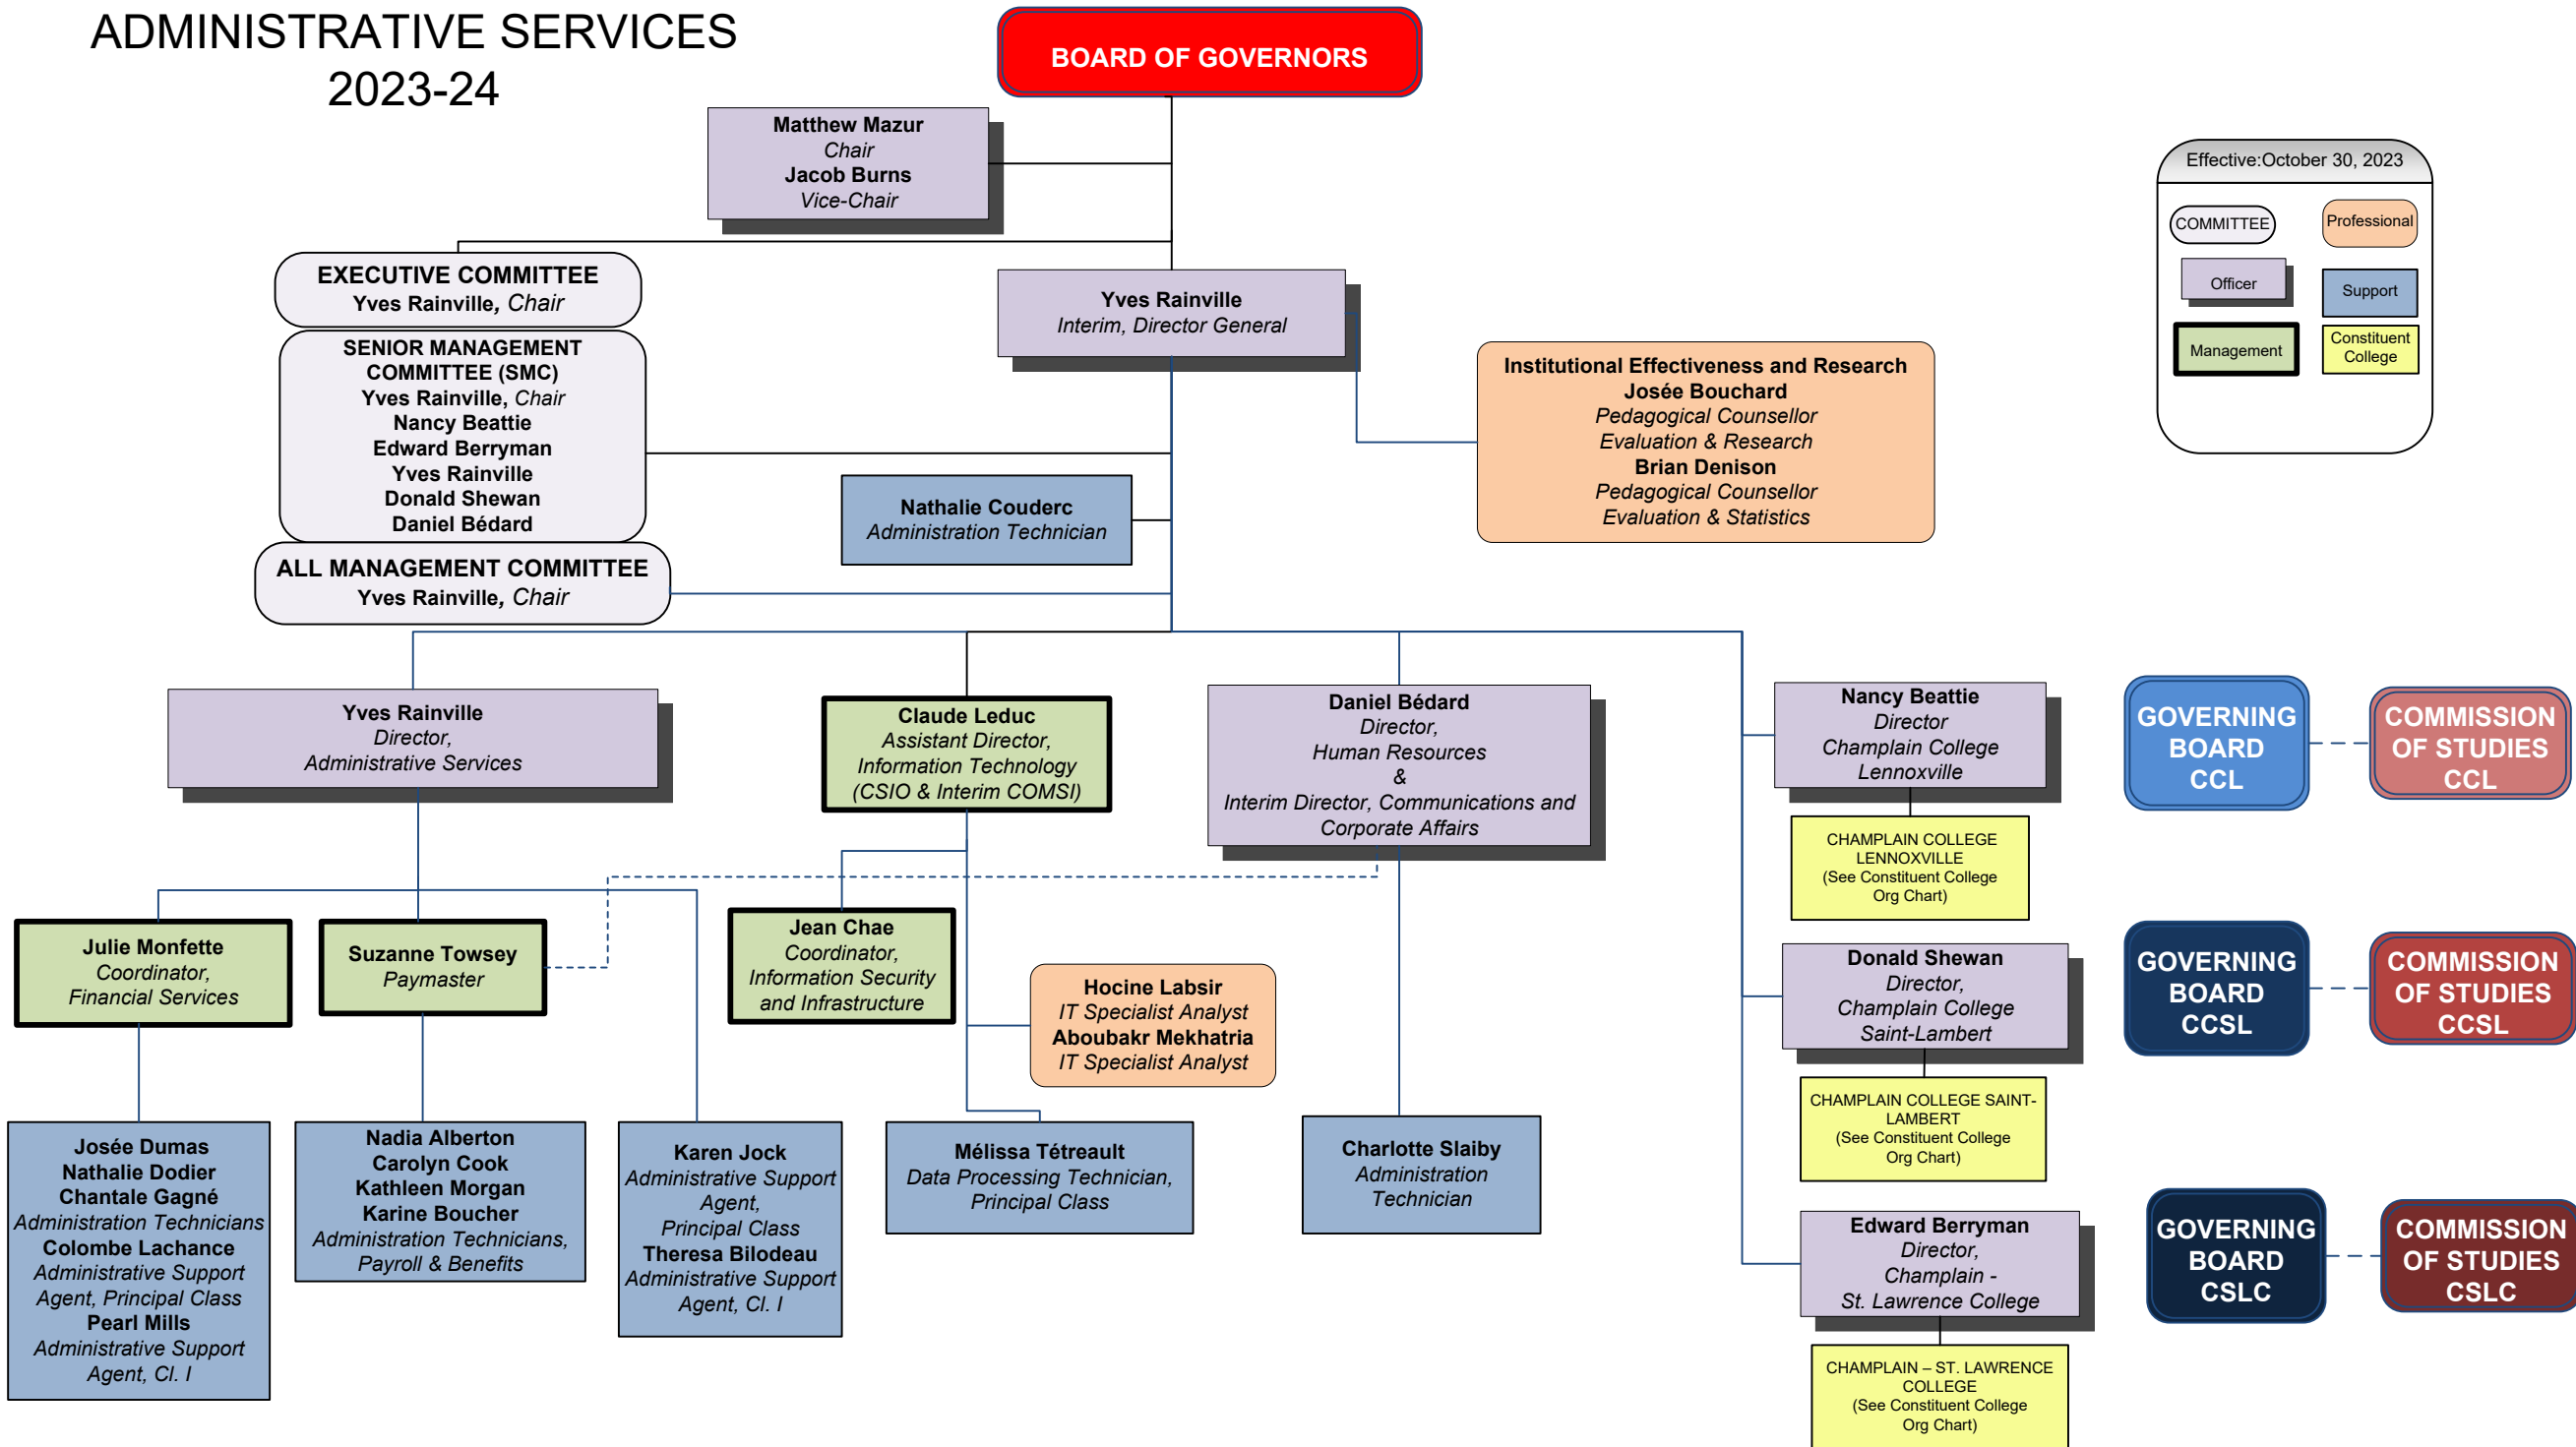 ADMINISTRATIVE SERVICES
2023-24
BOARD OF GOVERNORS
Matthew Mazur
Chair
Jacob Burns
Vice-Chair
Effective:October 30, 2023
COMMITTEE
Professional
Officer
Support
Management
Constituent
College
EXECUTIVE COMMITTEE
Yves Rainville, Chair
SENIOR MANAGEMENT
COMMITTEE (SMC)
Yves Rainville, Chair
Nancy Beattie
Edward Berryman
Yves Rainville
Donald Shewan
Daniel Bédard
ALL MANAGEMENT COMMITTEE
Yves Rainville, Chair
Yves Rainville
Interim, Director General
Institutional Effectiveness and Research
Josée Bouchard
Pedagogical Counsellor
Evaluation & Research
Brian Denison
Pedagogical Counsellor
Evaluation & Statistics
Nathalie Couderc
Administration Technician
Yves Rainville
Director,
Administrative Services
Claude Leduc
Assistant Director,
Information Technology
(CSIO & Interim COMSI)
Daniel Bédard
Director,
Human Resources
&
Interim Director, Communications and
Corporate Affairs
Nancy Beattie
Director
Champlain College
Lennoxville
CHAMPLAIN COLLEGE
LENNOXVILLE
(See Constituent College
Org Chart)
GOVERNING
BOARD
CCL
COMMISSION
OF STUDIES
CCL
Julie Monfette
Coordinator,
Financial Services
Suzanne Towsey
Paymaster
Jean Chae
Coordinator,
Information Security
and Infrastructure
Hocine Labsir
IT Specialist Analyst
Aboubakr Mekhatria
IT Specialist Analyst
Donald Shewan
Director,
Champlain College
Saint-Lambert
CHAMPLAIN COLLEGE SAINT-
LAMBERT
(See Constituent College
Org Chart)
GOVERNING
BOARD
CCSL
COMMISSION
OF STUDIES
CCSL
Josée Dumas
Nathalie Dodier
Chantale Gagné
Administration Technicians
Colombe Lachance
Administrative Support
Agent, Principal Class
Pearl Mills
Administrative Support
Agent, Cl. I
Nadia Alberton
Carolyn Cook
Kathleen Morgan
Karine Boucher
Administration Technicians,
Payroll & Benefits
Karen Jock
Administrative Support
Agent,
Principal Class
Theresa Bilodeau
Administrative Support
Agent, Cl. I
Mélissa Tétreault
Data Processing Technician,
Principal Class
Charlotte Slaiby
Administration
Technician
Edward Berryman
Director,
Champlain -
St. Lawrence College
CHAMPLAIN – ST. LAWRENCE
COLLEGE
(See Constituent College
Org Chart)
GOVERNING
BOARD
CSLC
COMMISSION
OF STUDIES
CSLC